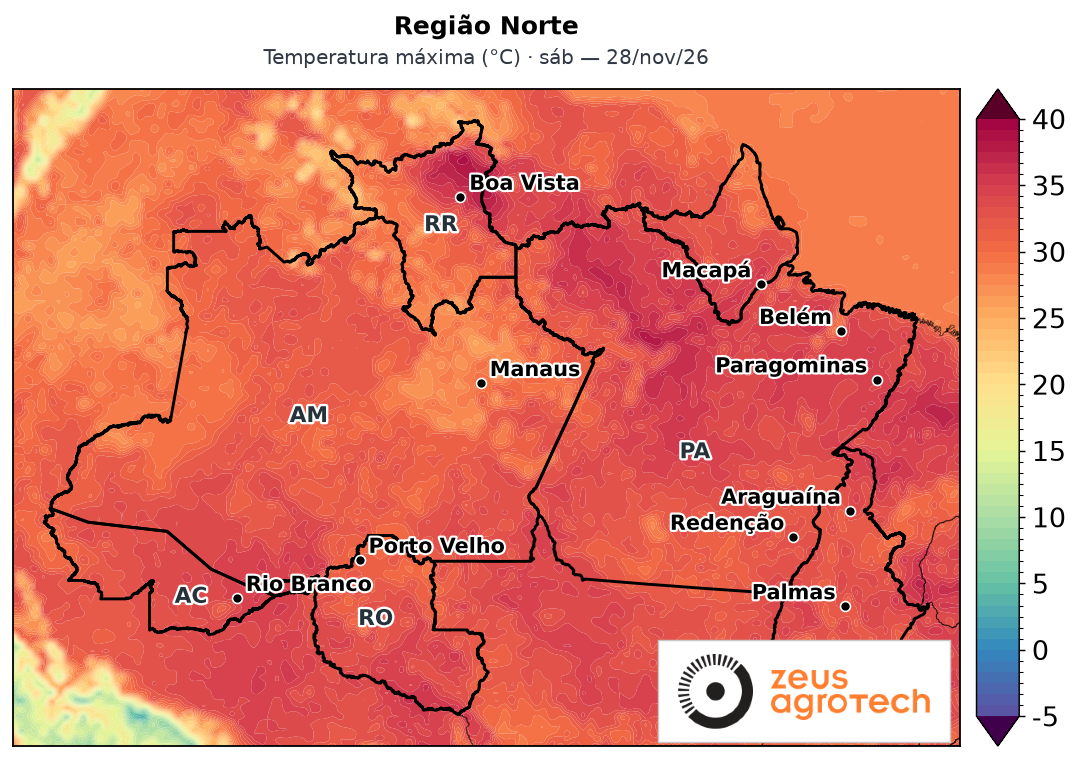 Região Norte
Temperatura máxima (°C) · sáb — 28/nov/26
40
35
30
25
20
15
10
5
0
-5
Boa Vista
RR
Macapá
Belém
Paragominas
Manaus
AM
PA
Araguaína
Redenção
Porto Velho
Rio Branco
AC
RO
Palmas
zeus
agrotech